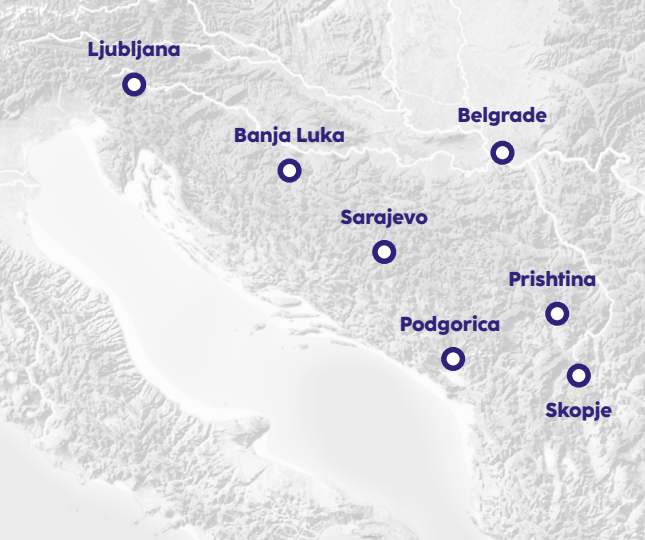 Ljubljana
Belgrade
Banja Luka
Sarajevo
Prishtina
Podgorica
Skopje